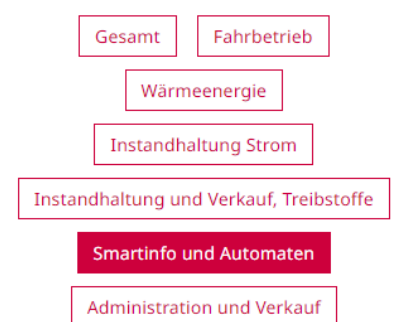 Gesamt Fahrbetrieb
Wärmeenergie
Instandhaltung Strom
Instandhaltung und Verkauf, Treibstoffe
Smartinfo und Automaten
Administration und Verkauf